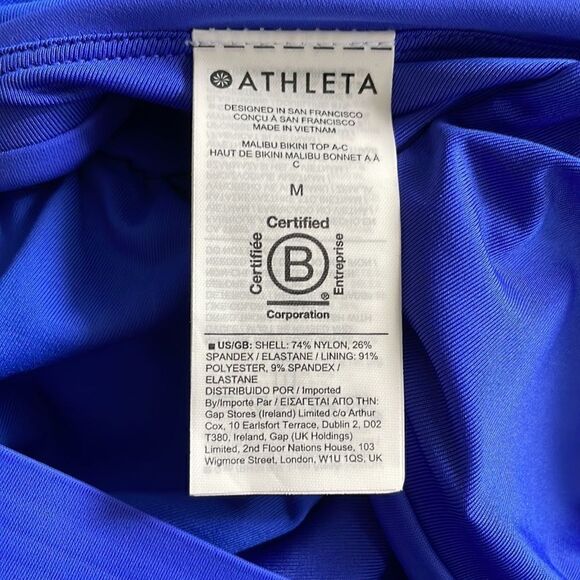 ATHLETA
DESIGNED IN SAN FRANCISCO
CONÇU À SAN FRANCISCO
MADE IN VIETNAM
MALIBU BIKINI TOP A-C
HAUT DE BIKINI MALIBU BONNET A À
C
M
Certified
Certifiée
B
Entreprise
®
Corporation
US/GB: SHELL: 74% NYLON, 26%
SPANDEX / ELASTANE / LINING: 91%
POLYESTER, 9% SPANDEX /
ELASTANE
DISTRIBUIDO POR / Imported
By/Importé Par / ΕΙΣΑΓΕΤΑΙ ΑΠΟ ΤΗΝ:
Gap Stores (Ireland) Limited c/o Arthur
Cox, 10 Earlsfort Terrace, Dublin 2, D02
T380, Ireland, Gap (UK Holdings)
Limited, 2nd Floor Nations House, 103
Wigmore Street, London, W1U 1QS, UK